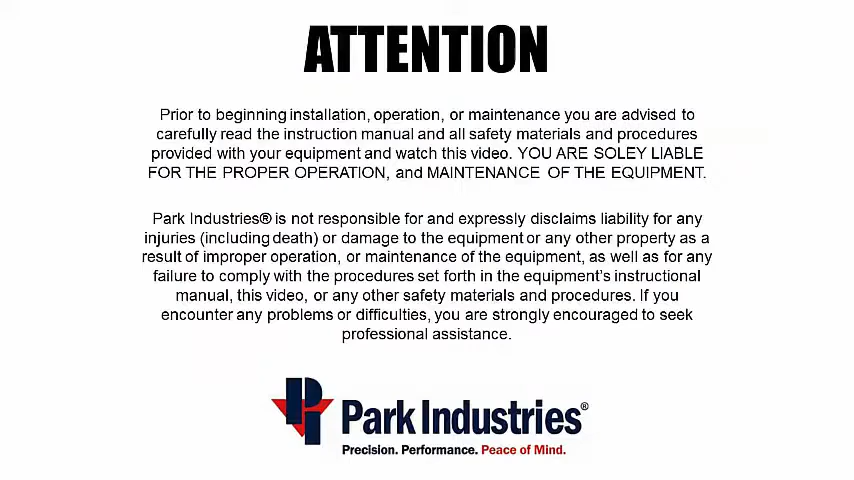 ATTENTION
Prior to beginning installation, operation, or maintenance you are advised to
carefully read the instruction manual and all safety materials and procedures
provided with your equipment and watch this video. YOU ARE SOLEY LIABLE
FOR THE PROPER OPERATION, and MAINTENANCE OF THE EQUIPMENT.
Park Industries® is not responsible for and expressly disclaims liability for any
injuries (including death) or damage to the equipment or any other property as a
result of improper operation, or maintenance of the equipment, as well as for any
failure to comply with the procedures set forth in the equipment's instructional
manual, this video, or any other safety materials and procedures. If you
encounter any problems or difficulties, you are strongly encouraged to seek
professional assistance.
Park Industries®
Precision. Performance. Peace of Mind.